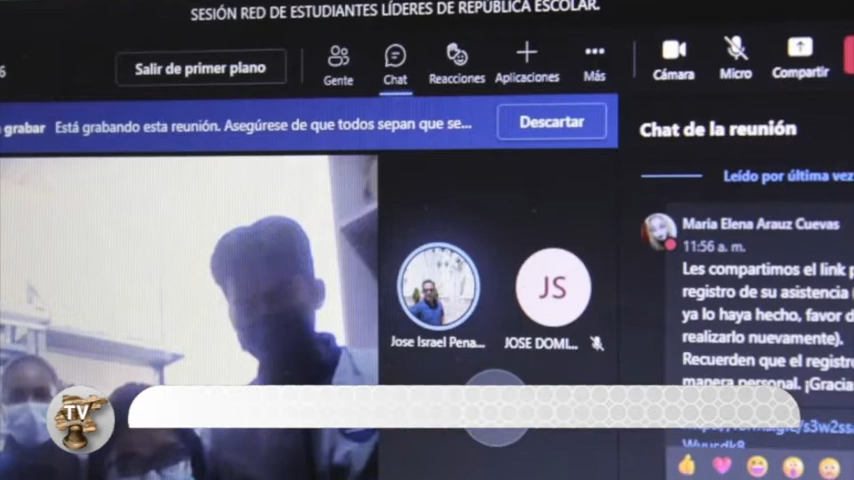 SESIÓN RED DE ESTUDIANTES LÍDERES DE REPÚBLICA ESCOLAR.
Salir de primer plano
Gente
Chat
Reacciones
Aplicaciones
Más
Cámara
Micro
Compartir
grabar Está grabando esta reunión. Asegúrese de que todos sepan que se...
Descartar
Chat de la reunión
Leído por última vez
Maria Elena Arauz Cuevas
11:56 a. m.
Les compartimos el link
registro de su asistencia
ya lo haya hecho, favor
realizarlo nuevamente).
Recuerden que el registr
manera personal. ¡Gracia
JS
Jose Israel Pena...
JOSE DOMI...
TV